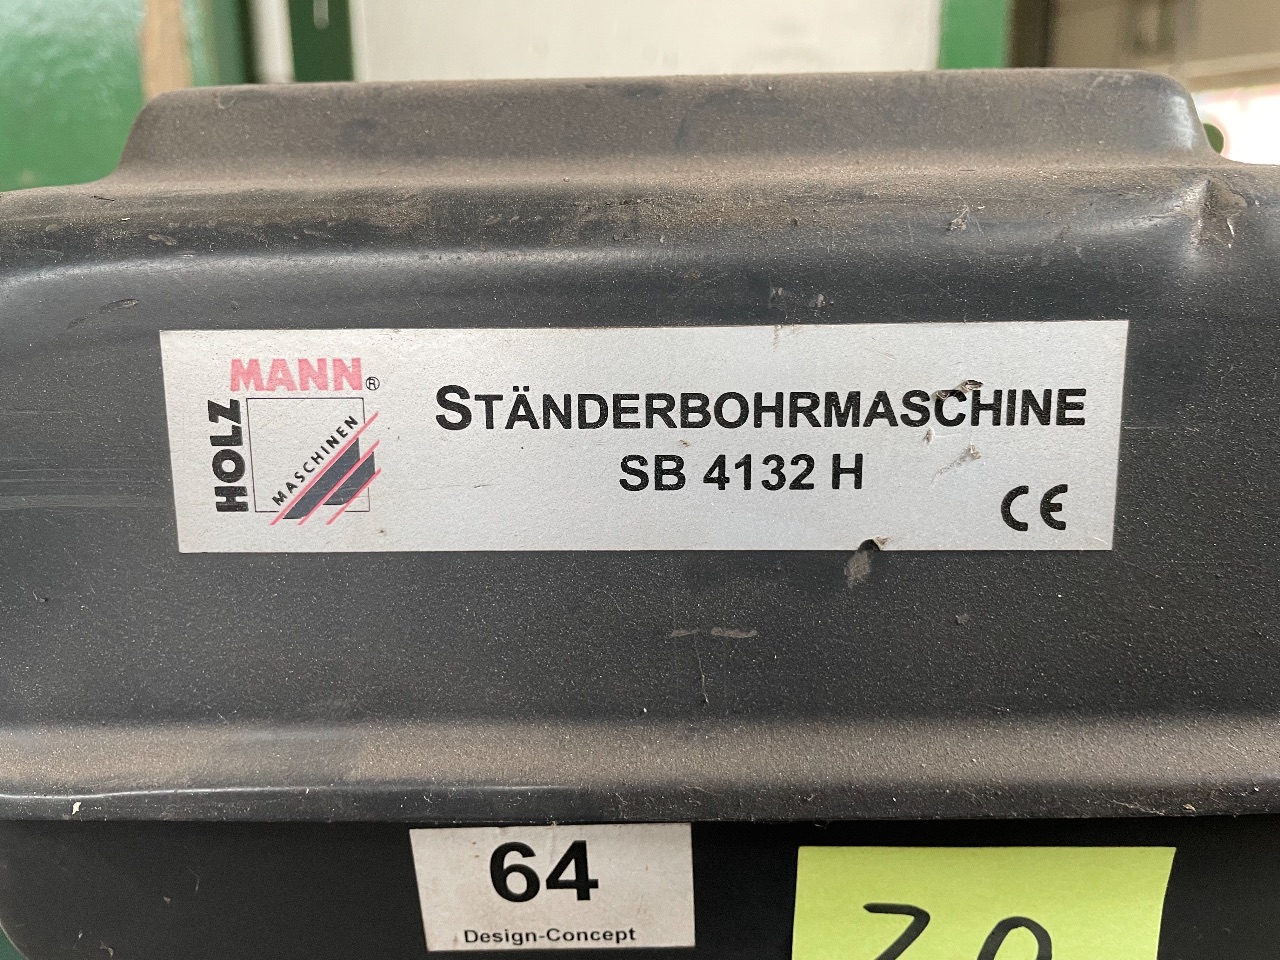 HOLZ
MANN®
MASCHINEN
STÄNDERBOHRMASCHINE
SB 4132 H
CE
64
Design-Concept